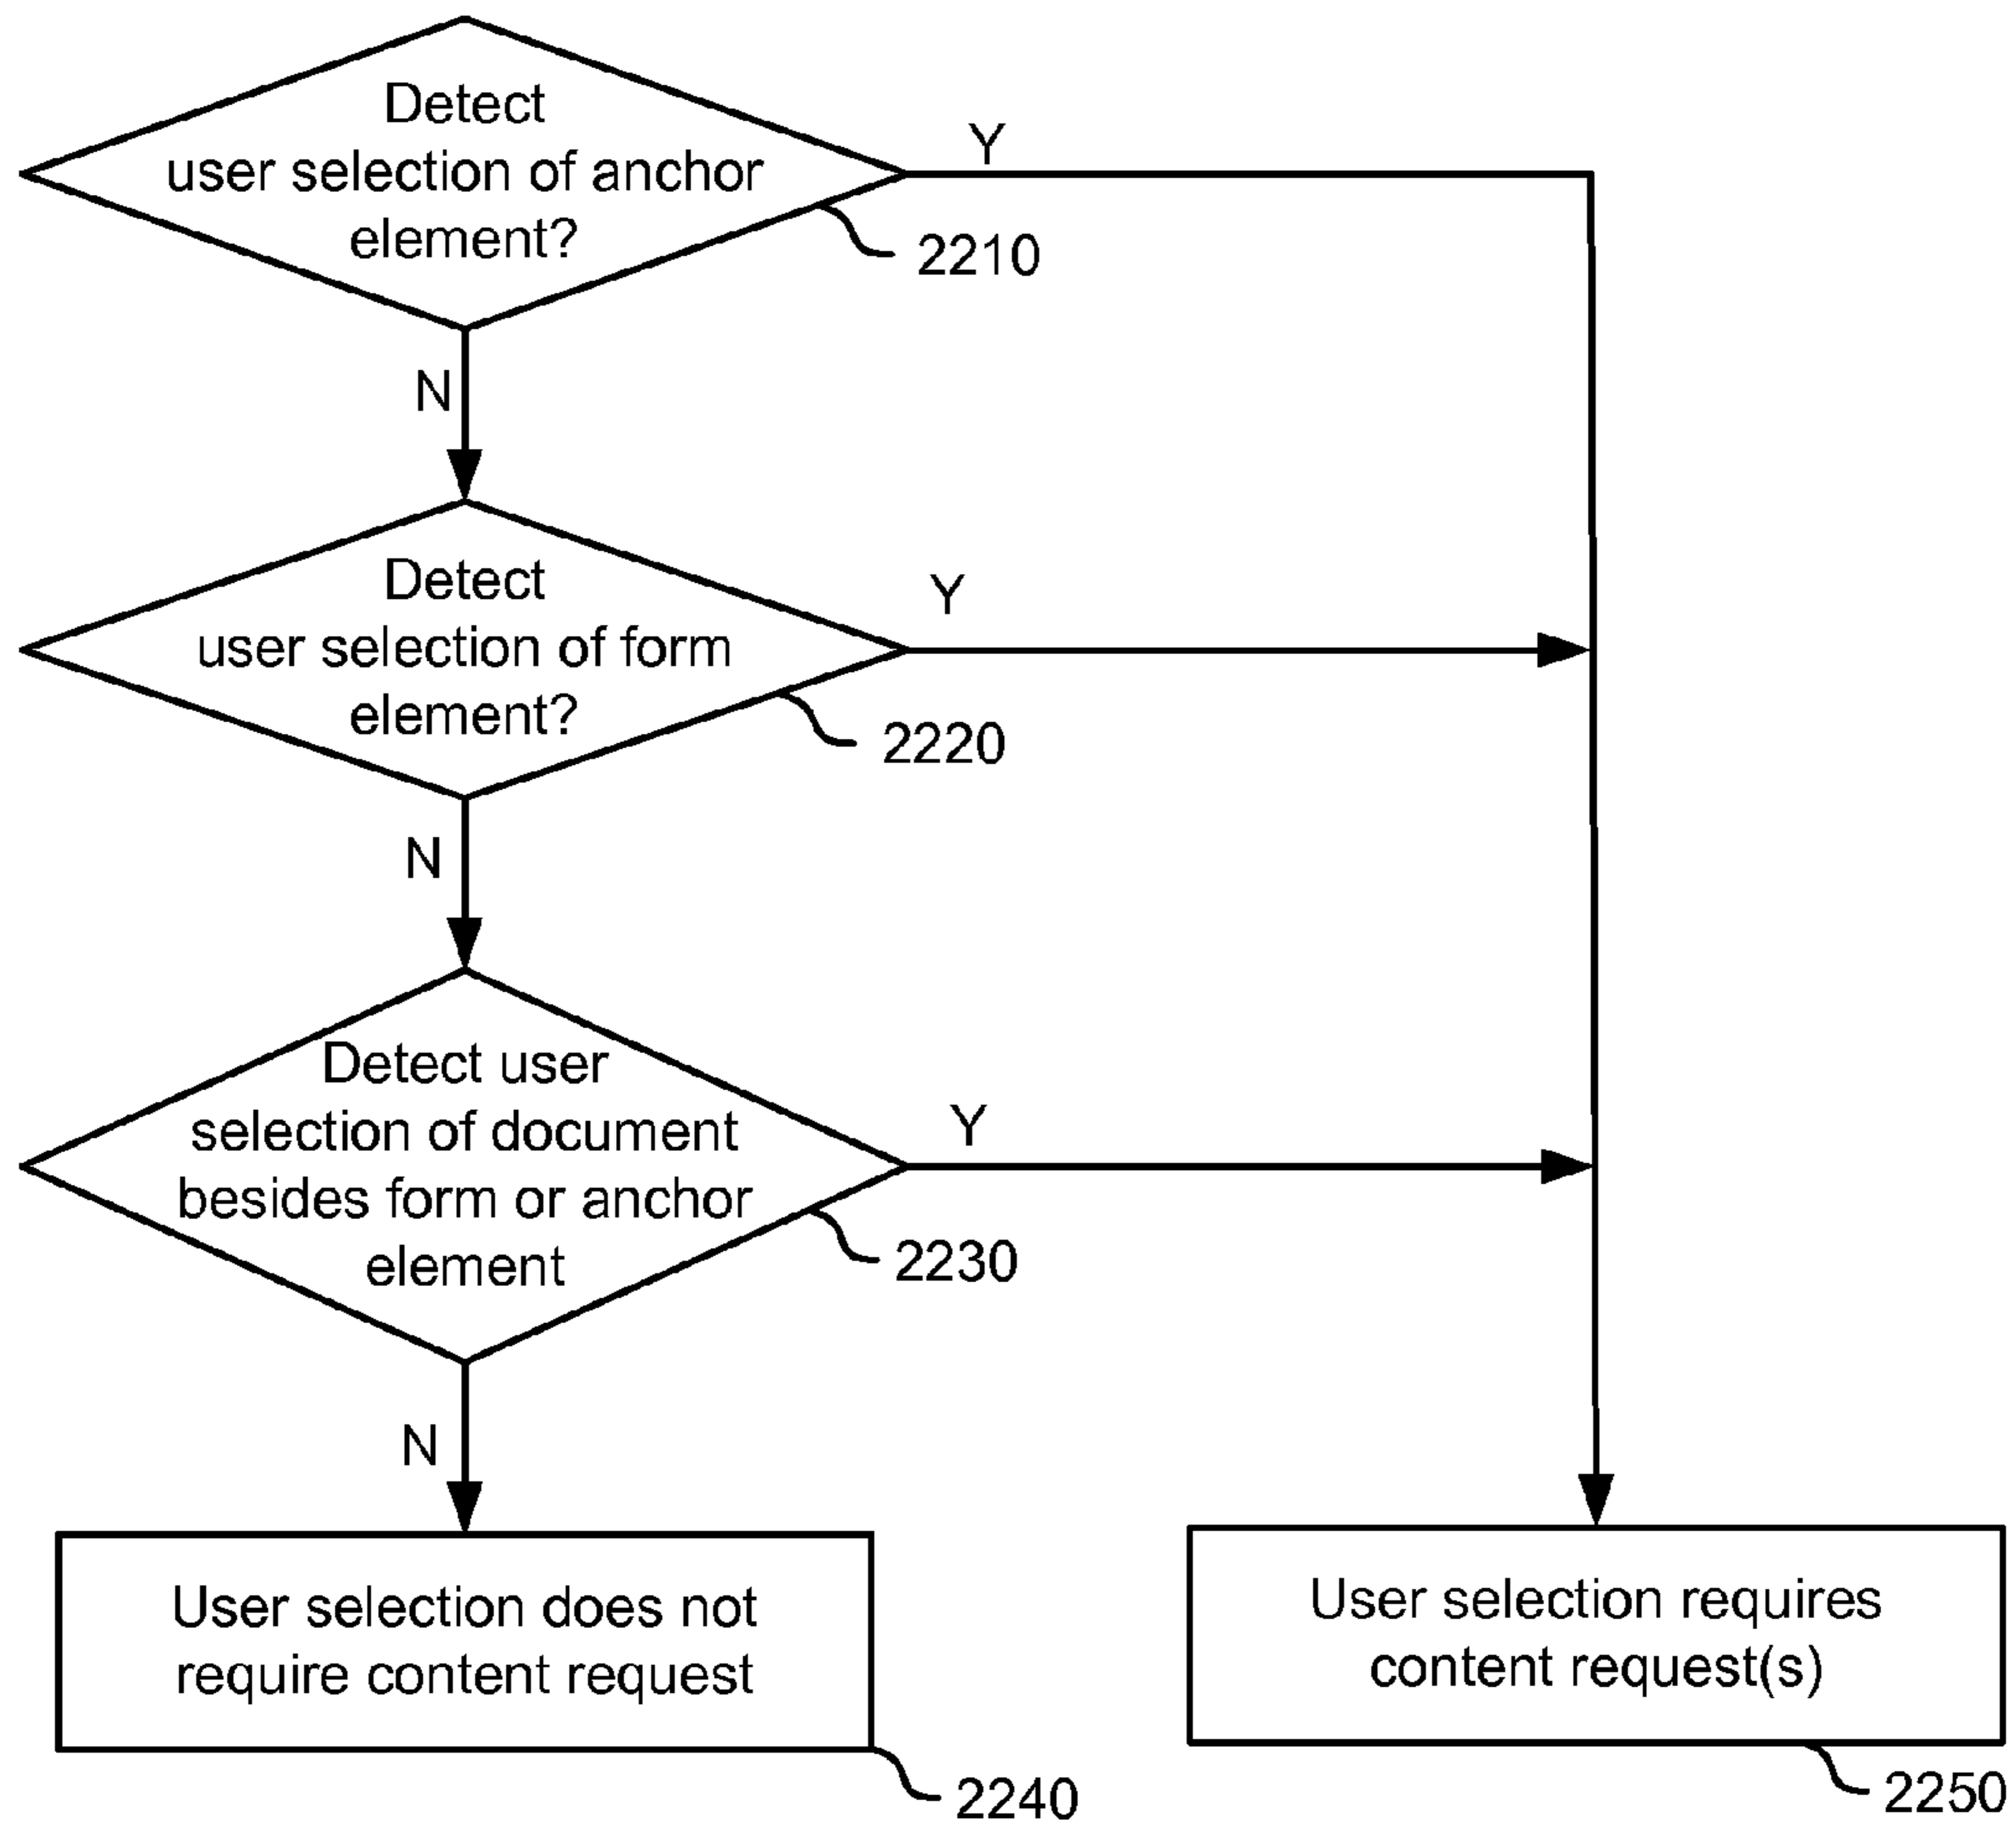 Detect
user selection of anchor
element?
Y
2210
N
Detect
user selection of form
element?
Y
2220
N
Detect user
selection of document
besides form or anchor
element
Y
2230
N
User selection does not
require content request
2240
User selection requires
content request(s)
2250